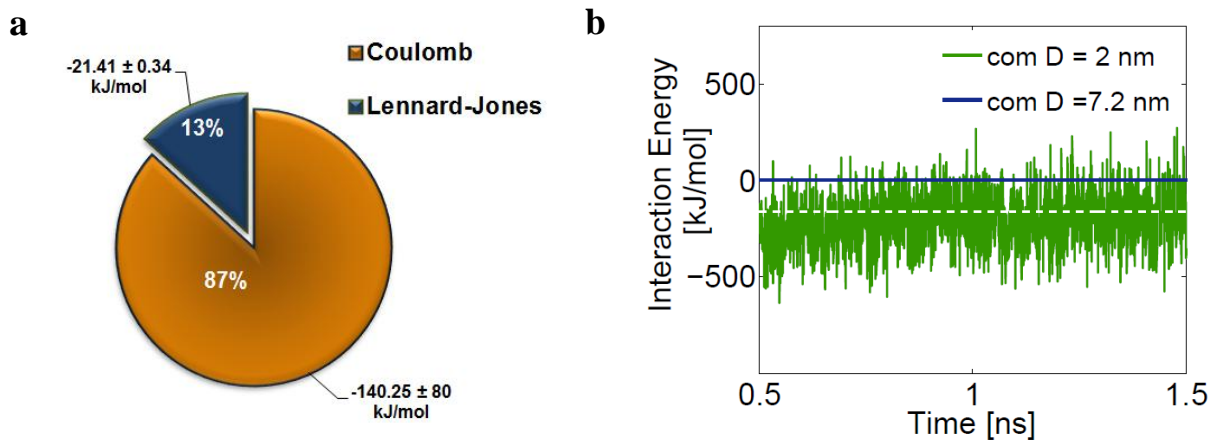 a
Coulomb
Lennard-Jones
-21.41 ± 0.34
kJ/mol
13%
87%
-140.25 ± 80
kJ/mol
b
Interaction Energy
[kJ/mol]
500
0
−500
com D = 2 nm
com D =7.2 nm
0.5
1
1.5
Time [ns]